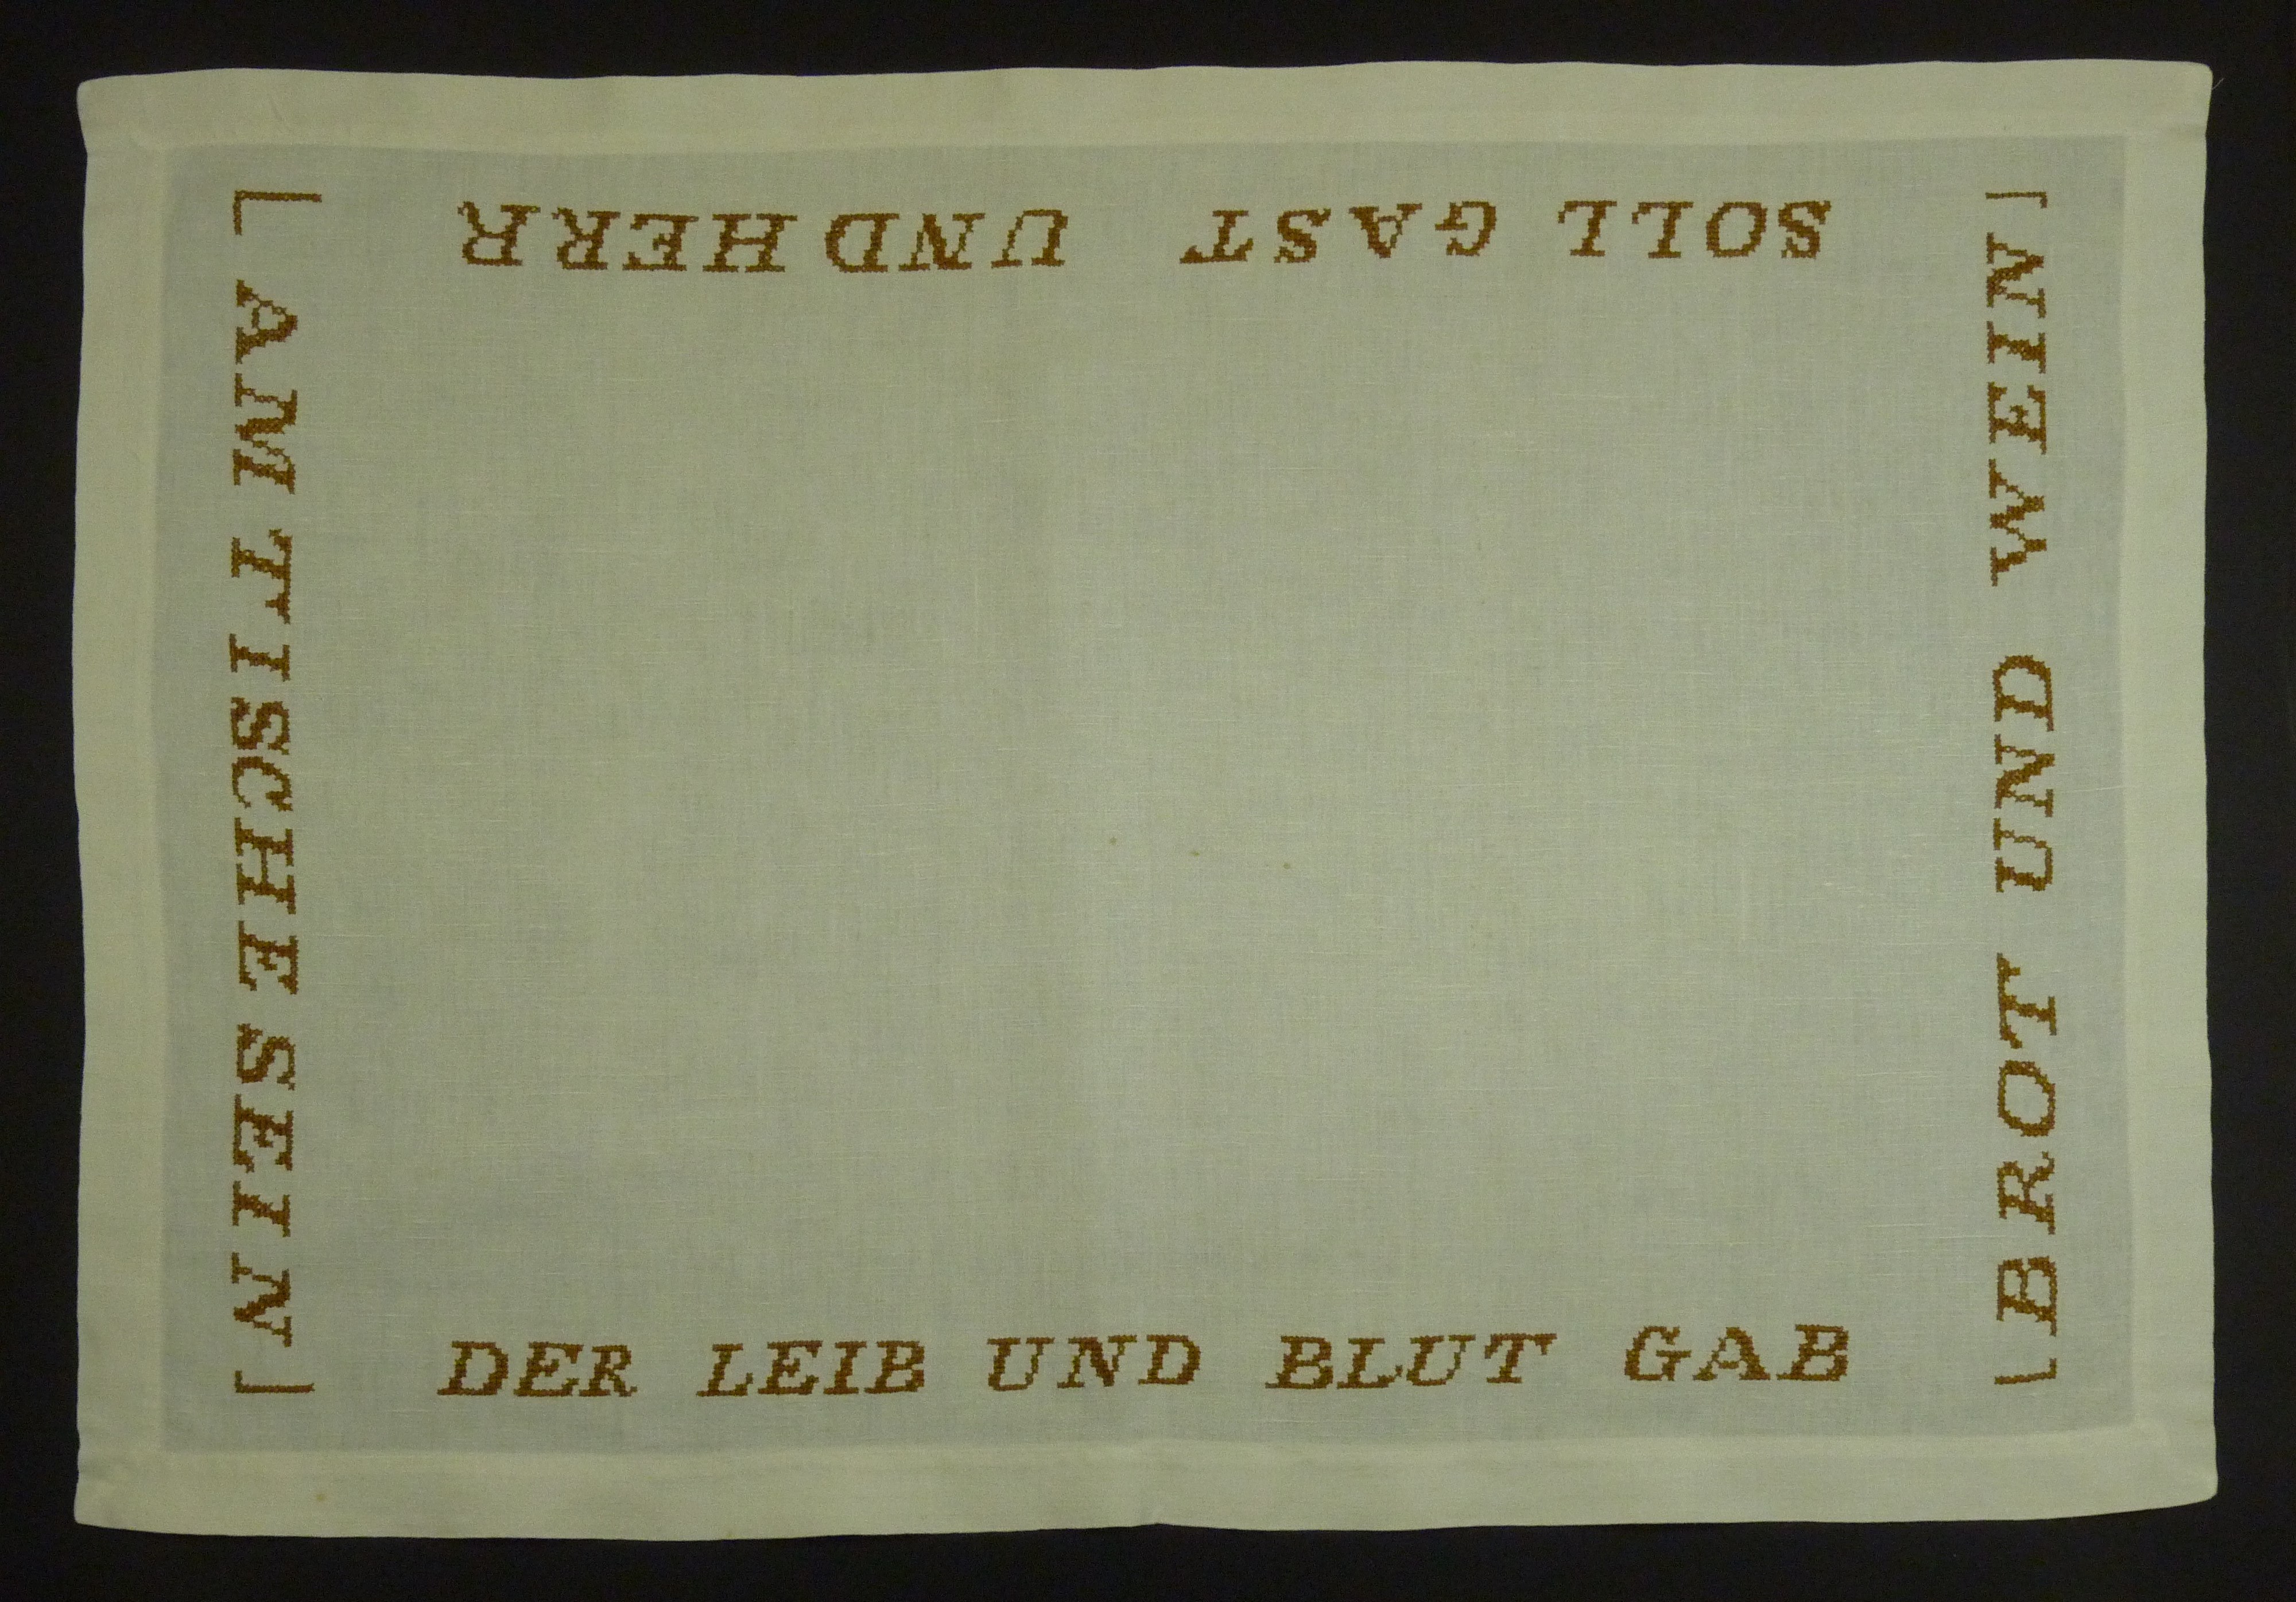 DER LEIB UND BLUT GAB
BROT UND WEIN
SOLL GAST UND HERR
AM TISCHE SEIN